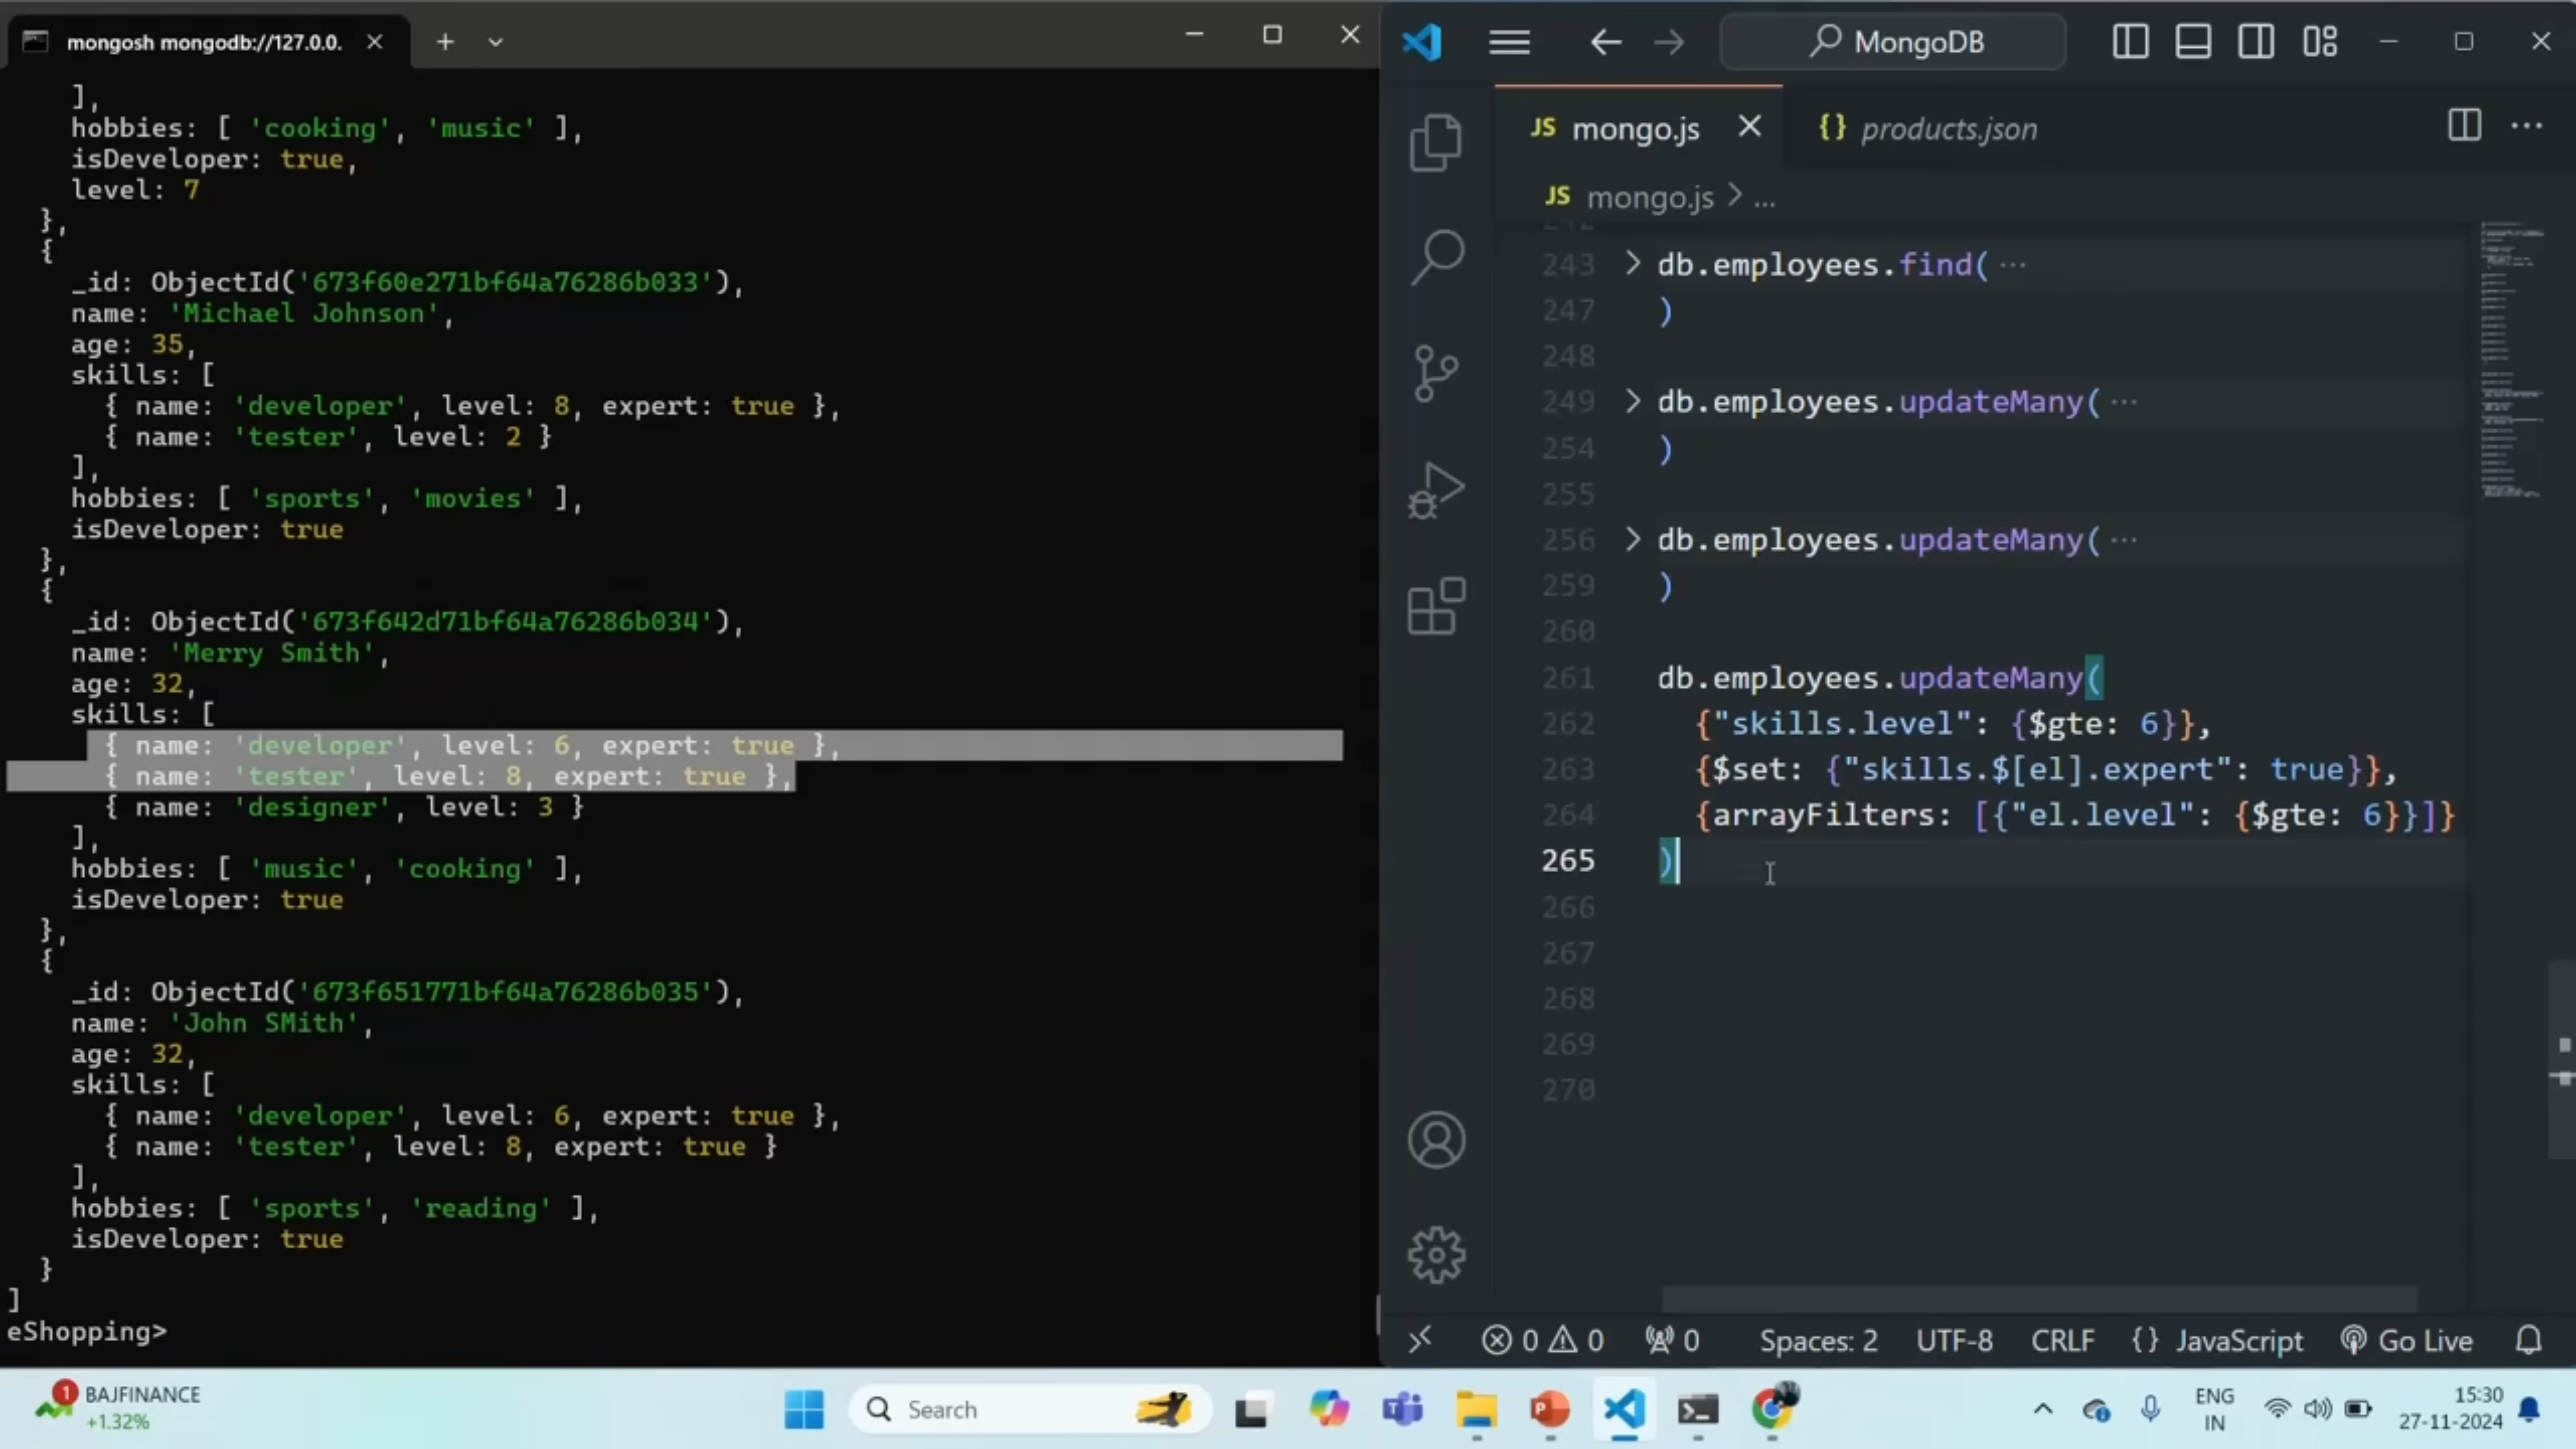 mongosh mongodb://127.0.0.
],
hobbies: [ 'cooking', 'music' ],
isDeveloper: true,
level: 7
},
{
_id: ObjectId('673f60e271bf64a76286b033'),
name: 'Michael Johnson',
age: 35,
skills: [
{ name: 'developer', level: 8, expert: true },
{ name: 'tester', level: 2 }
],
hobbies: [ 'sports', 'movies' ],
isDeveloper: true
},
{
_id: ObjectId('673f642d71bf64a76286b034'),
name: 'Merry Smith',
age: 32,
skills: [
{ name: 'developer', level: 6, expert: true },
{ name: 'tester', level: 8, expert: true },
{ name: 'designer', level: 3 }
],
hobbies: [ 'music', 'cooking' ],
isDeveloper: true
},
{
_id: ObjectId('673f651771bf64a76286b035'),
name: 'John SMith',
age: 32,
skills: [
{ name: 'developer', level: 6, expert: true },
{ name: 'tester', level: 8, expert: true }
],
hobbies: [ 'sports', 'reading' ],
isDeveloper: true
}
]
eShopping>
MongoDB
JS mongo.js
{} products.json
JS mongo.js > ...
243 > db.employees.find( ...
247 )
248
249 > db.employees.updateMany( ...
254 )
255
256 > db.employees.updateMany( ...
259 )
260
261 db.employees.updateMany(
262 {"skills.level": {$gte: 6}},
263 {$set: {"skills.$[el].expert": true}},
264 {arrayFilters: [{"el.level": {$gte: 6}}]}
265 )
266
267
268
269
270
0 0 0 Spaces: 2 UTF-8 CRLF {} JavaScript Go Live
1 BAJFINANCE
+1.32%
Search
ENG
IN
15:30
27-11-2024